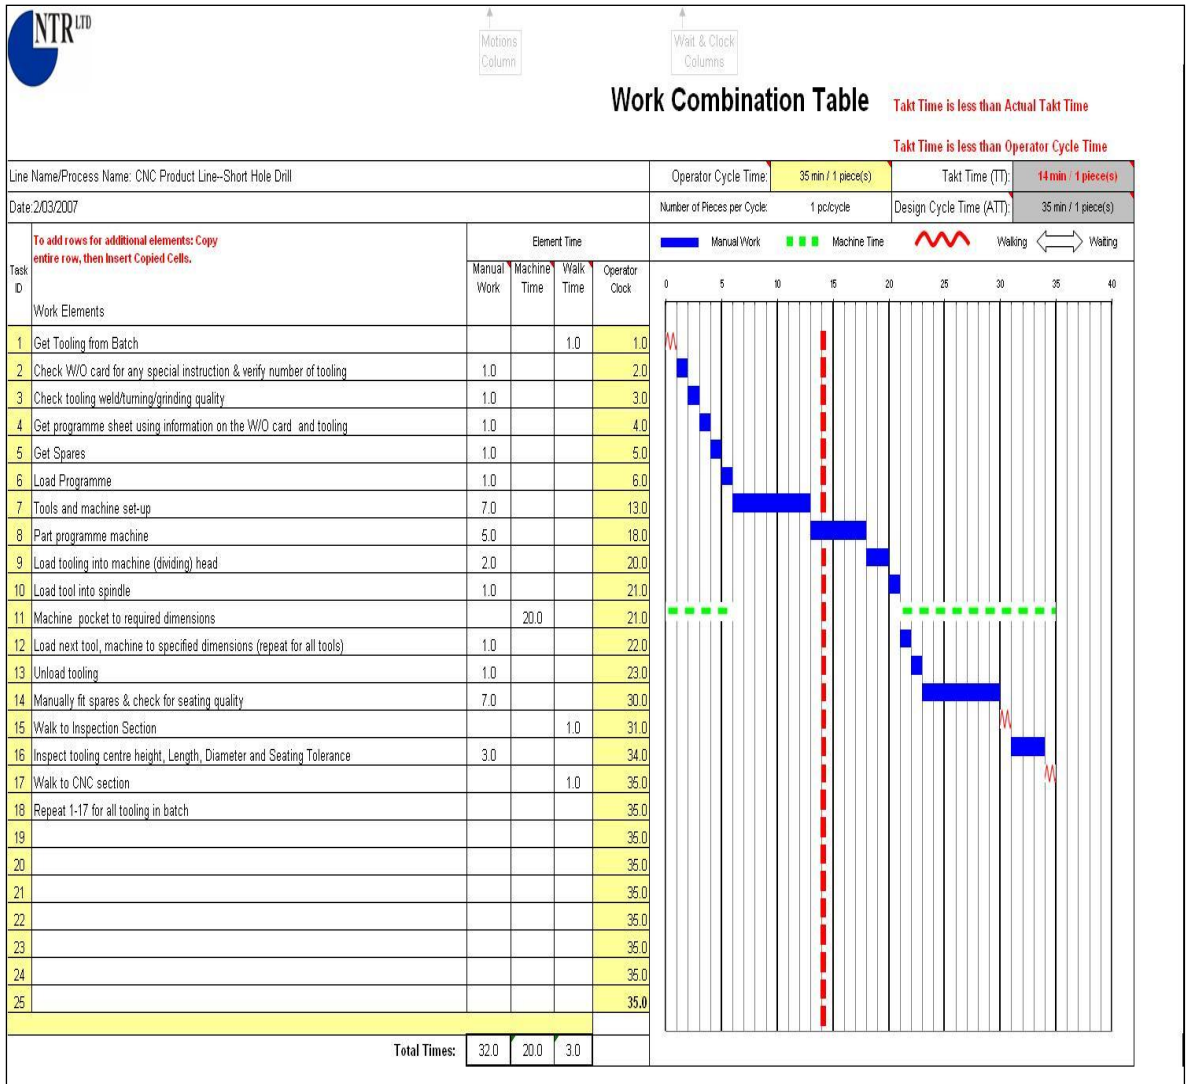 NTR LTD
Motions
Column
Wait & Clock
Columns
Work Combination Table
Takt Time is less than Actual Takt Time
Takt Time is less than Operator Cycle Time
Line Name/Process Name: CNC Product Line--Short Hole Drill
Operator Cycle Time: 35 min / 1 piece(s) Takt Time (TT): 14 min / 1 piece(s)
Date:2/03/2007
Number of Pieces per Cycle: 1 pc/cycle Design Cycle Time (ATT): 35 min / 1 piece(s)
To add rows for additional elements: Copy
entire row, then Insert Copied Cells.
Element Time
Manual Work Machine Time Walking Waiting
Task
ID
Work Elements
Manual
Work
Machine
Time
Walk
Time
Operator
Clock
0 5 10 15 20 25 30 35 40
1 Get Tooling from Batch 1.0 1.0
2 Check W/O card for any special instruction & verify number of tooling 1.0 2.0
3 Check tooling weld/turning/grinding quality 1.0 3.0
4 Get programme sheet using information on the W/O card and tooling 1.0 4.0
5 Get Spares 1.0 5.0
6 Load Programme 1.0 6.0
7 Tools and machine set-up 7.0 13.0
8 Part programme machine 5.0 18.0
9 Load tooling into machine (dividing) head 2.0 20.0
10 Load tool into spindle 1.0 21.0
11 Machine pocket to required dimensions 20.0 21.0
12 Load next tool, machine to specified dimensions (repeat for all tools) 1.0 22.0
13 Unload tooling 1.0 23.0
14 Manually fit spares & check for seating quality 7.0 30.0
15 Walk to Inspection Section 1.0 31.0
16 Inspect tooling centre height, Length, Diameter and Seating Tolerance 3.0 34.0
17 Walk to CNC section 1.0 35.0
18 Repeat 1-17 for all tooling in batch 35.0
19 35.0
20 35.0
21 35.0
22 35.0
23 35.0
24 35.0
25 35.0
Total Times: 32.0 20.0 3.0